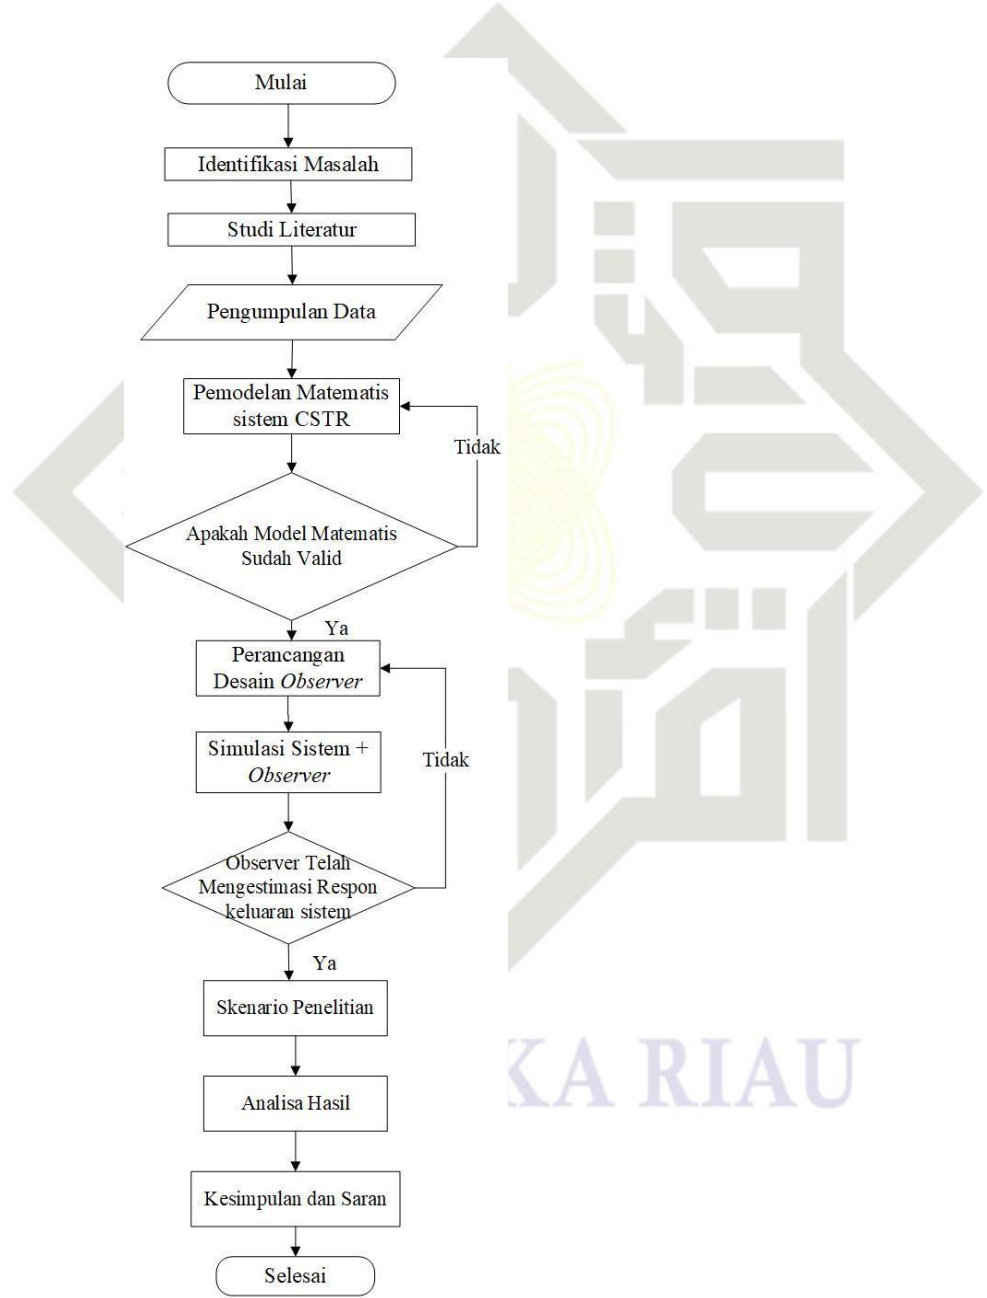 Mulai
Identifikasi Masalah
Studi Literatur
Pengumpulan Data
Pemodelan Matematis
sistem CSTR
Tidak
Apakah Model Matematis
Sudah Valid
Ya
Perancangan
Desain Observer
Simulasi Sistem +
Observer
Tidak
Observer Telah
Mengestimasi Respon
keluaran sistem
Ya
Skenario Penelitian
KA RIAU
Analisa Hasil
Kesimpulan dan Saran
Selesai